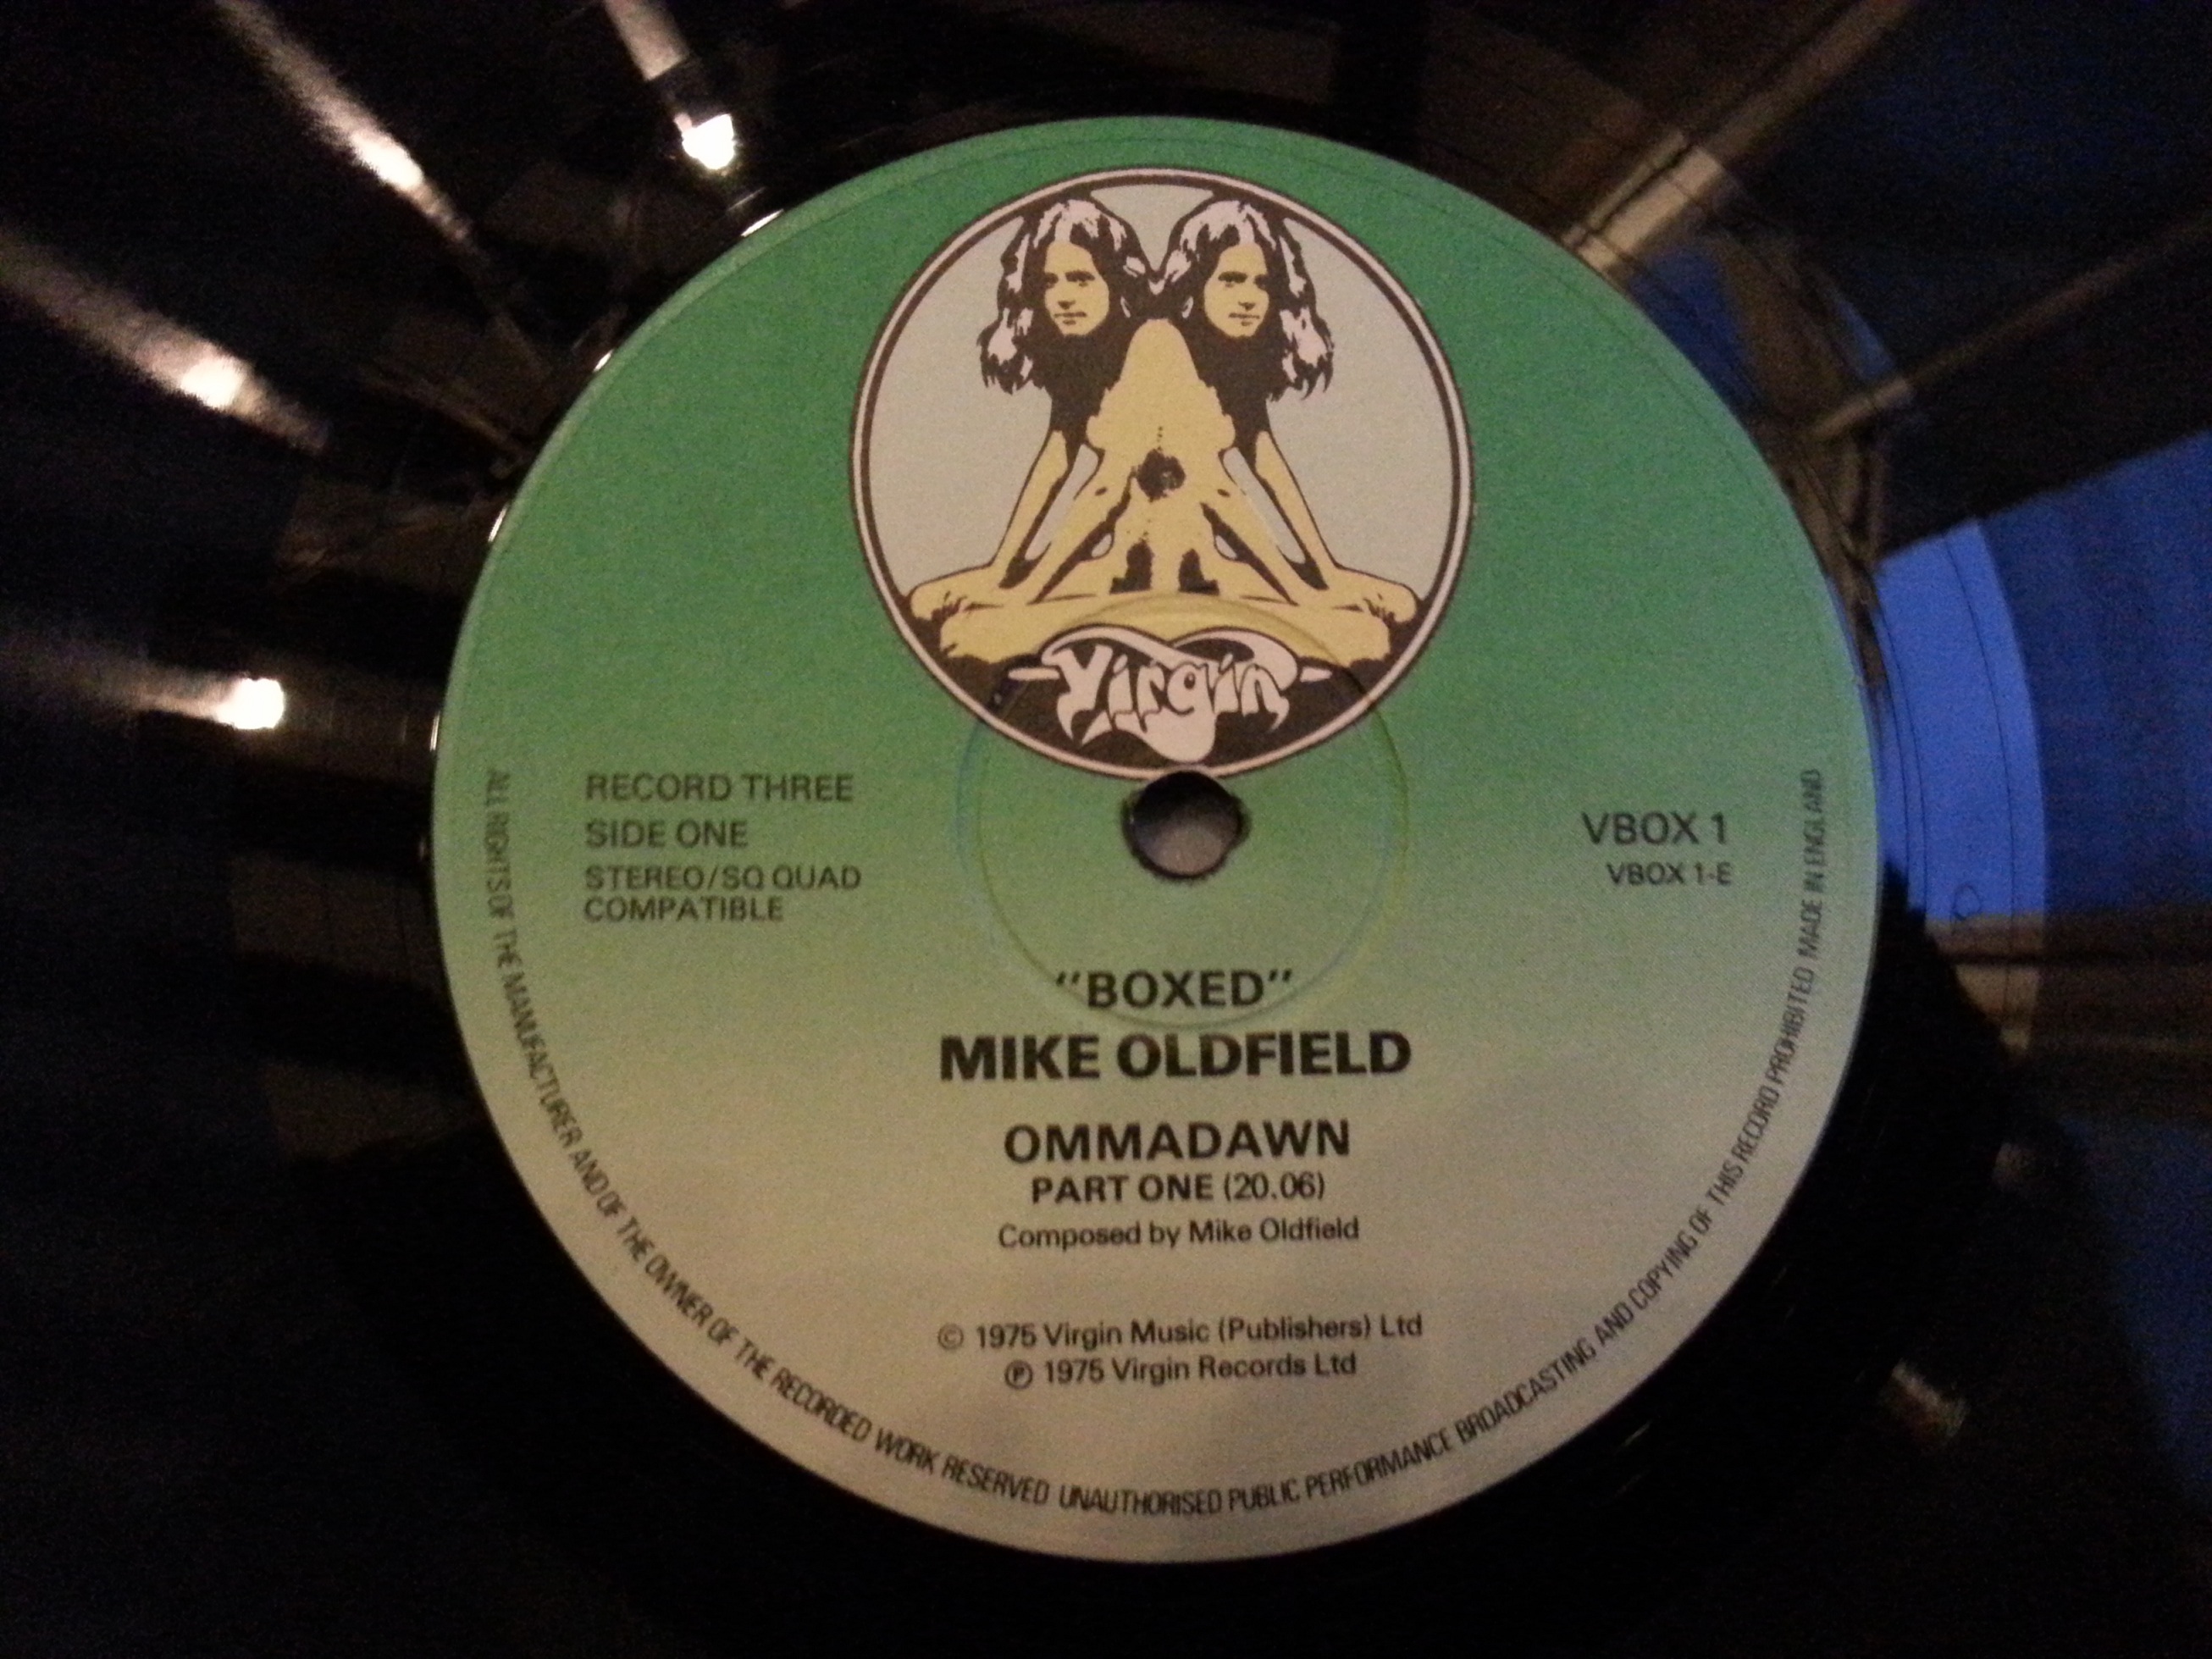 Virgin
RECORD THREE
SIDE ONE
STEREO/SQ QUAD
COMPATIBLE
VBOX 1
VBOX 1-E
"BOXED"
MIKE OLDFIELD
OMMADAWN
PART ONE (20.06)
Composed by Mike Oldfield
© 1975 Virgin Music (Publishers) Ltd
℗ 1975 Virgin Records Ltd
ALL RIGHTS OF THE MANUFACTURER AND OF THE OWNER OF THE RECORDED WORK RESERVED UNAUTHORISED PUBLIC PERFORMANCE BROADCASTING AND COPYING OF THIS RECORD PROHIBITED MADE IN ENGLAND